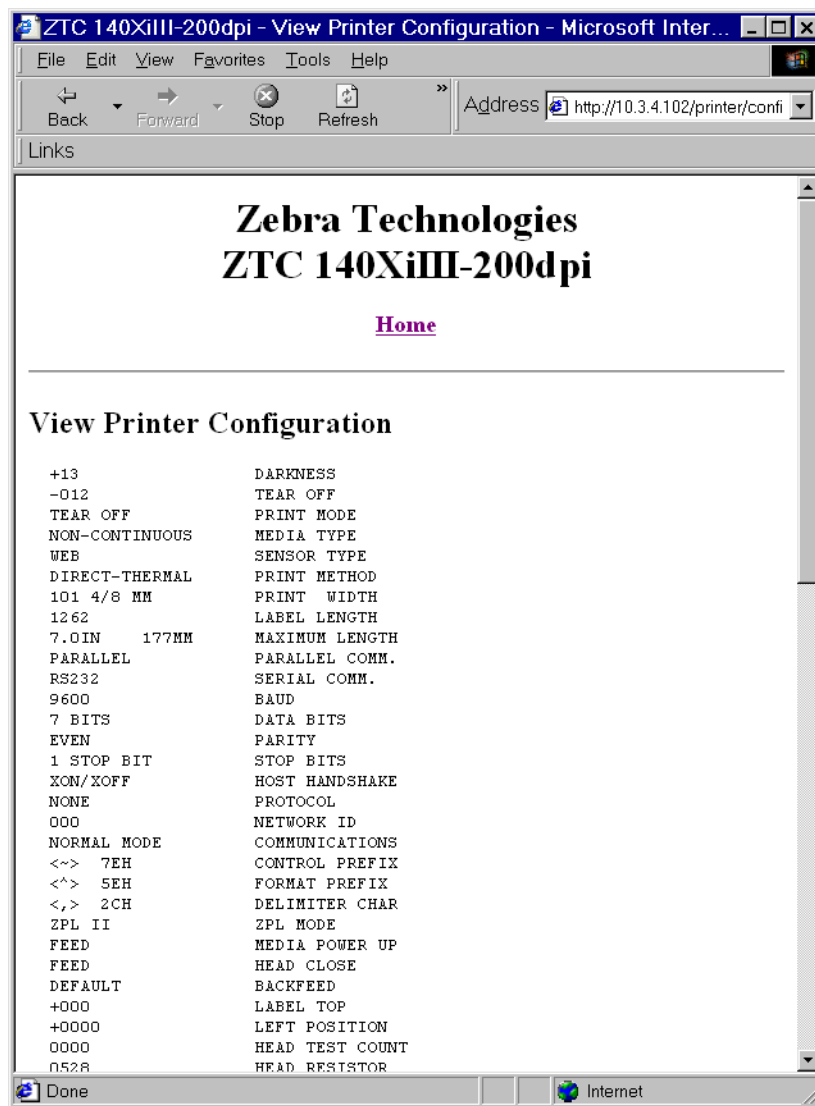 ZTC 140XiIII-200dpi - View Printer Configuration - Microsoft Inter...
File Edit View Favorites Tools Help
Back Forward Stop Refresh » Address http://10.3.4.102/printer/confi
Links
Zebra Technologies
ZTC 140XiIII-200dpi
Home
View Printer Configuration
+13 DARKNESS
-012 TEAR OFF
TEAR OFF PRINT MODE
NON-CONTINUOUS MEDIA TYPE
WEB SENSOR TYPE
DIRECT-THERMAL PRINT METHOD
101 4/8 MM PRINT WIDTH
1262 LABEL LENGTH
7.0IN 177MM MAXIMUM LENGTH
PARALLEL PARALLEL COMM.
RS232 SERIAL COMM.
9600 BAUD
7 BITS DATA BITS
EVEN PARITY
1 STOP BIT STOP BITS
XON/XOFF HOST HANDSHAKE
NONE PROTOCOL
000 NETWORK ID
NORMAL MODE COMMUNICATIONS
<~> 7EH CONTROL PREFIX
<^> 5EH FORMAT PREFIX
<,> 2CH DELIMITER CHAR
ZPL II ZPL MODE
FEED MEDIA POWER UP
FEED HEAD CLOSE
DEFAULT BACKFEED
+000 LABEL TOP
+0000 LEFT POSITION
0000 HEAD TEST COUNT
0528 HEAD RESISTOR
Done Internet